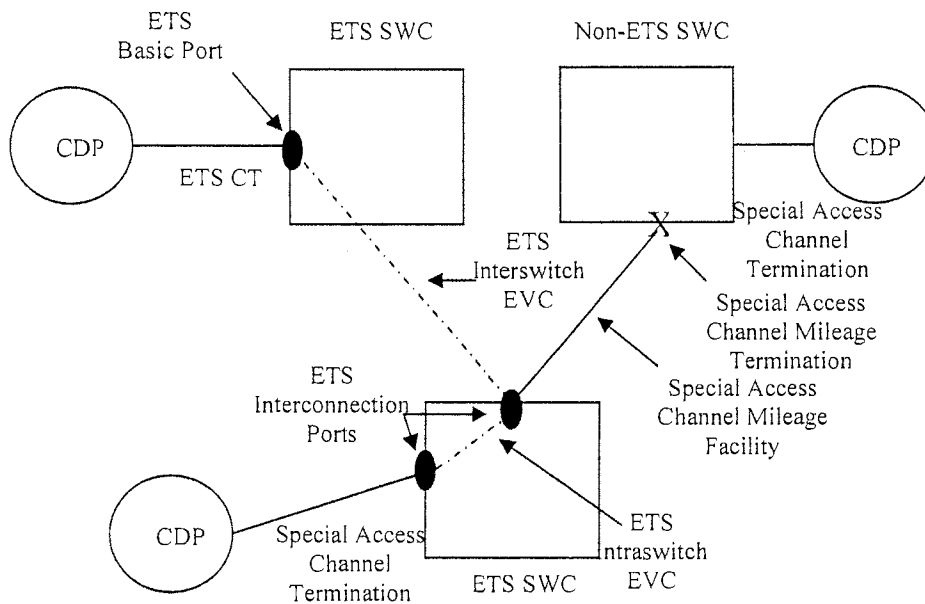 ETS
Basic Port
ETS SWC
Non-ETS SWC
CDP
ETS CT
CDP
X
Special Access
Channel
Termination
ETS
Interswitch
EVC
Special Access
Channel Mileage
Termination
ETS
Interconnection
Ports
Special Access
Channel Mileage
Facility
CDP
Special Access
Channel
Termination
ETS SWC
ETS
ntraswitch
EVC